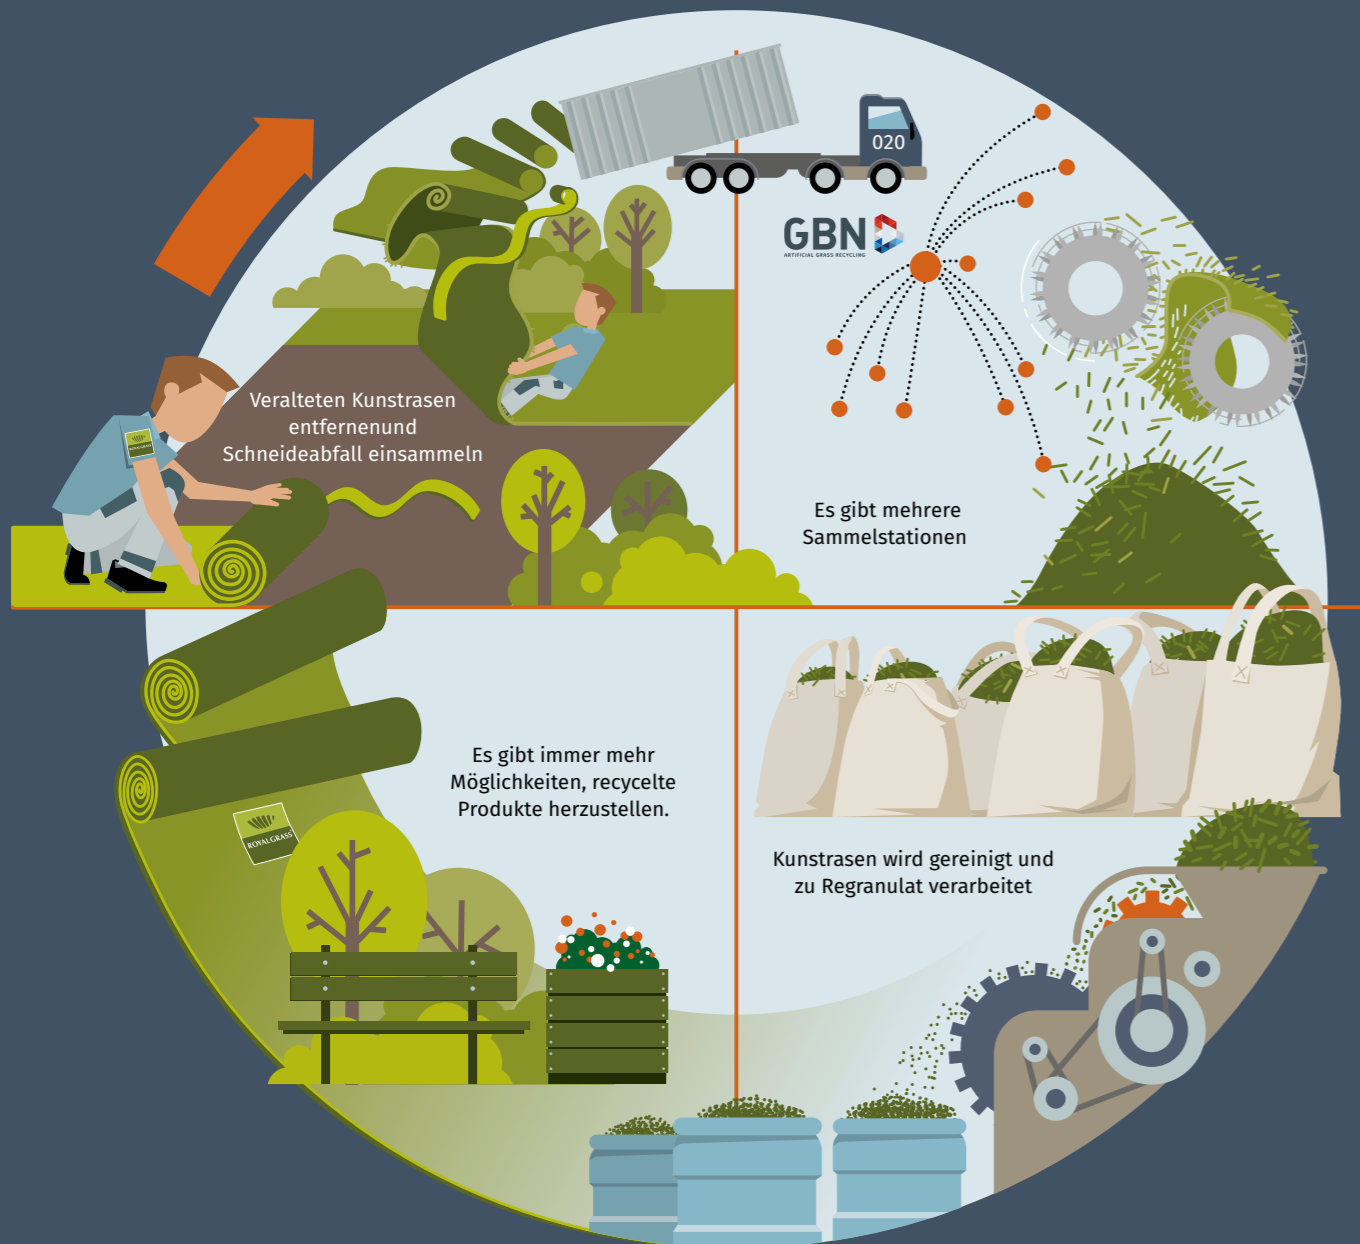 020
GBN
ARTIFICIAL GRASS RECYCLING
Veralteten Kunstrasen
entfernenund
Schneideabfall einsammeln
ROYALGRASS
Es gibt mehrere
Sammelstationen
Es gibt immer mehr
Möglichkeiten, recycelte
Produkte herzustellen.
ROYALGRASS
Kunstrasen wird gereinigt und
zu Regranulat verarbeitet